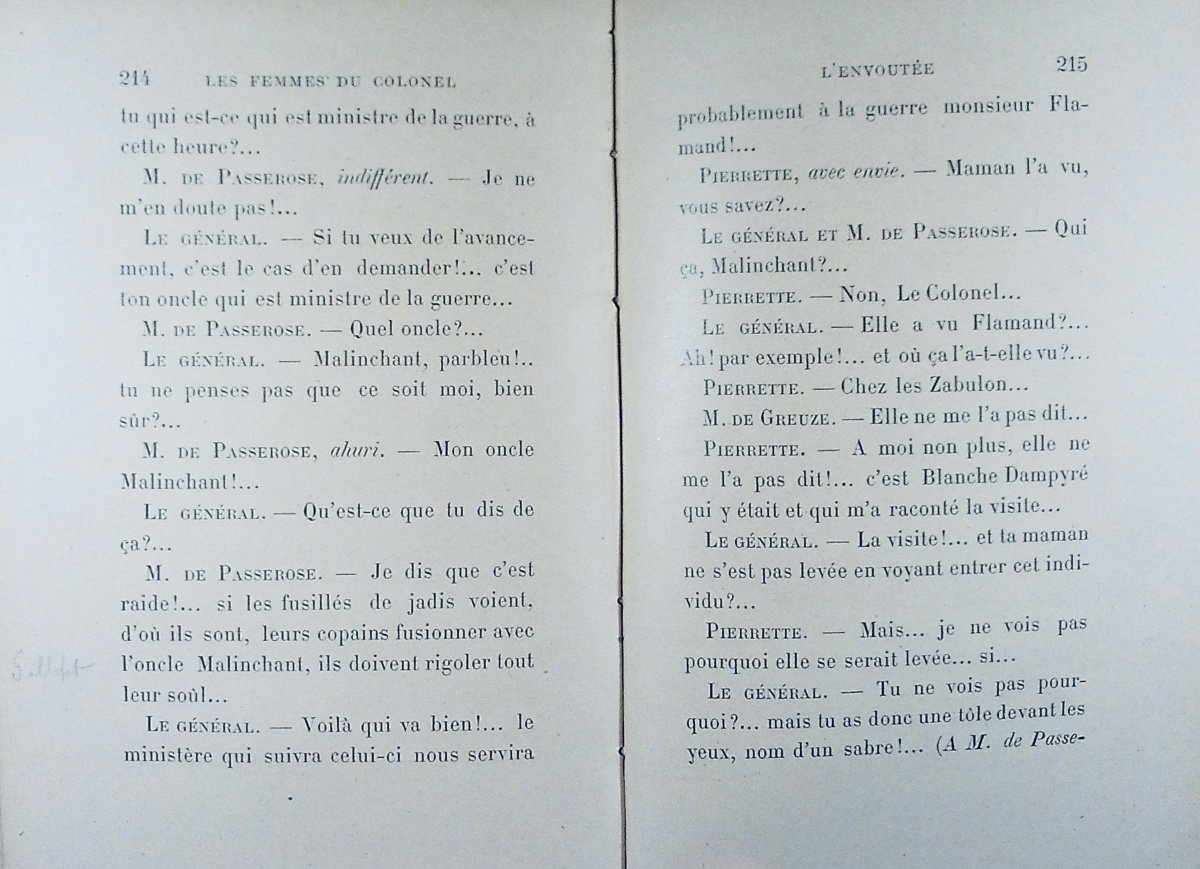 214 LES FEMMES DU COLONEL
tu qui est-ce qui est ministre de la guerre, à
cette heure?...
M. DE PASSEROSE, indifférent. — Je ne
m'en doute pas!...
LE GÉNÉRAL. — Si tu veux de l'avance-
ment, c'est le cas d'en demander!... c'est
ton oncle qui est ministre de la guerre...
M. DE PASSEROSE. — Quel oncle?...
LE GÉNÉRAL. — Malinchant, parbleu!..
tu ne penses pas que ce soit moi, bien
sûr?...
M. DE PASSEROSE, ahuri. — Mon oncle
Malinchant!...
LE GÉNÉRAL. — Qu'est-ce que tu dis de
ça?...
M. DE PASSEROSE. — Je dis que c'est
raide!... si les fusillés de jadis voient,
d'où ils sont, leurs copains fusionner avec
l'oncle Malinchant, ils doivent rigoler tout
leur soûl...
LE GÉNÉRAL. — Voilà qui va bien!... le
ministère qui suivra celui-ci nous servira
L'ENVOUTÉE 215
probablement à la guerre monsieur Fla-
mand!...
PIERRETTE, avec envie. — Maman l'a vu,
vous savez?...
LE GÉNÉRAL ET M. DE PASSEROSE. — Qui
ça, Malinchant?...
PIERRETTE. — Non, Le Colonel...
LE GÉNÉRAL. — Elle a vu Flamand?...
Ah! par exemple!... et où ça l'a-t-elle vu?...
PIERRETTE. — Chez les Zabulon...
M. DE GREUZE. — Elle ne me l'a pas dit...
PIERRETTE. — A moi non plus, elle ne
me l'a pas dit!... c'est Blanche Dampyré
qui y était et qui m'a raconté la visite...
LE GÉNÉRAL. — La visite!... et ta maman
ne s'est pas levée en voyant entrer cet indi-
vidu?...
PIERRETTE. — Mais... je ne vois pas
pourquoi elle se serait levée... si...
LE GÉNÉRAL. — Tu ne vois pas pour-
quoi?... mais tu as donc une tôle devant les
yeux, nom d'un sabre!... (A M. de Passe-